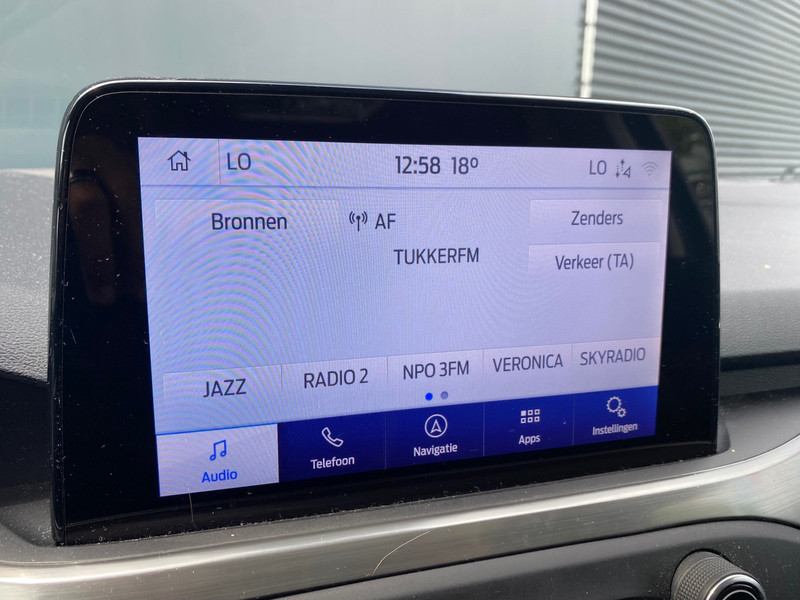 LO 12:58 18° LO
Bronnen AF Zenders
TUKKERFM
Verkeer (TA)
JAZZ RADIO 2 NPO 3FM VERONICA SKYRADIO
Audio Telefoon Navigatie Apps Instellingen